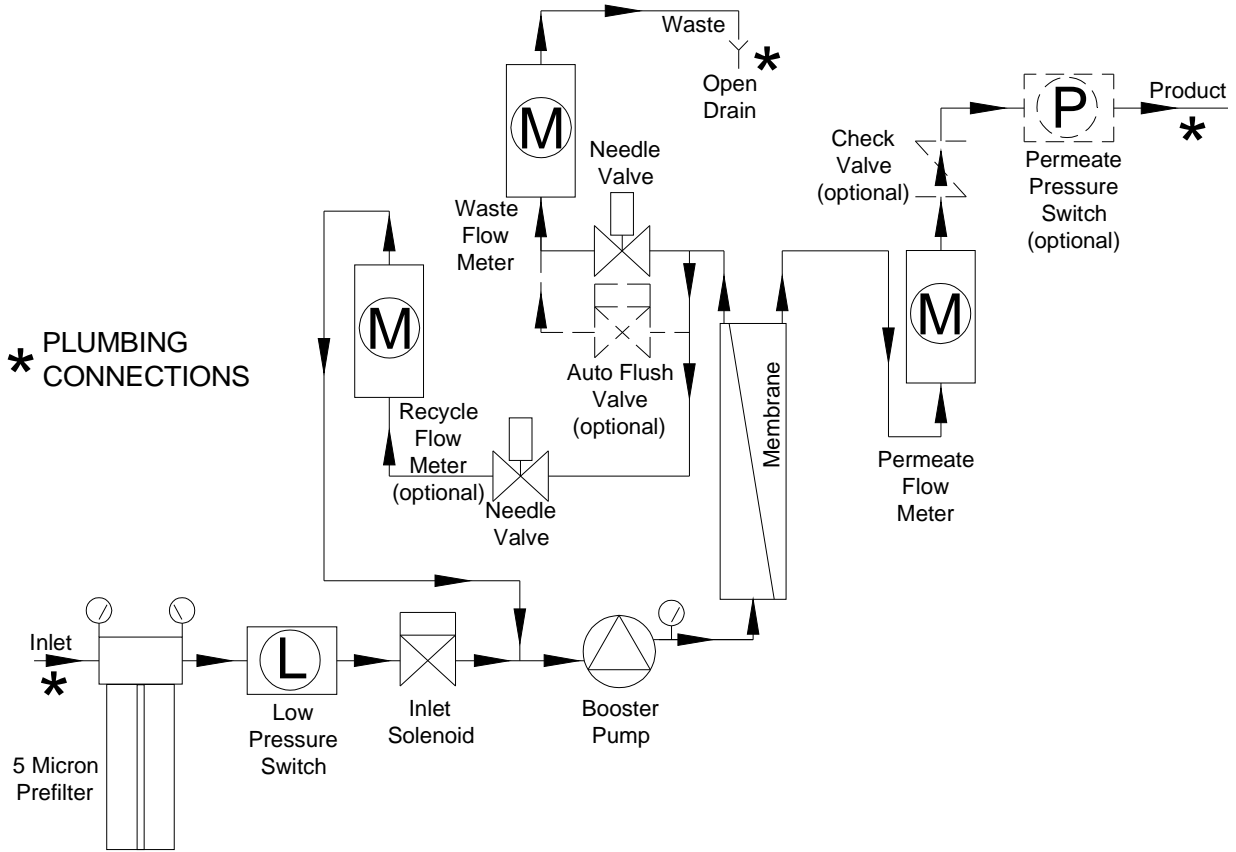 Waste
*
Open
Drain
M
Needle
Valve
Waste
Flow
Meter
Product
*
P
Check
Valve
(optional)
Permeate
Pressure
Switch
(optional)
M
M
* PLUMBING
CONNECTIONS
Auto Flush
Valve
(optional)
Recycle
Flow
Meter
(optional)
Needle
Valve
Membrane
Permeate
Flow
Meter
Inlet
*
L
Low
Pressure
Switch
Inlet
Solenoid
Booster
Pump
5 Micron
Prefilter